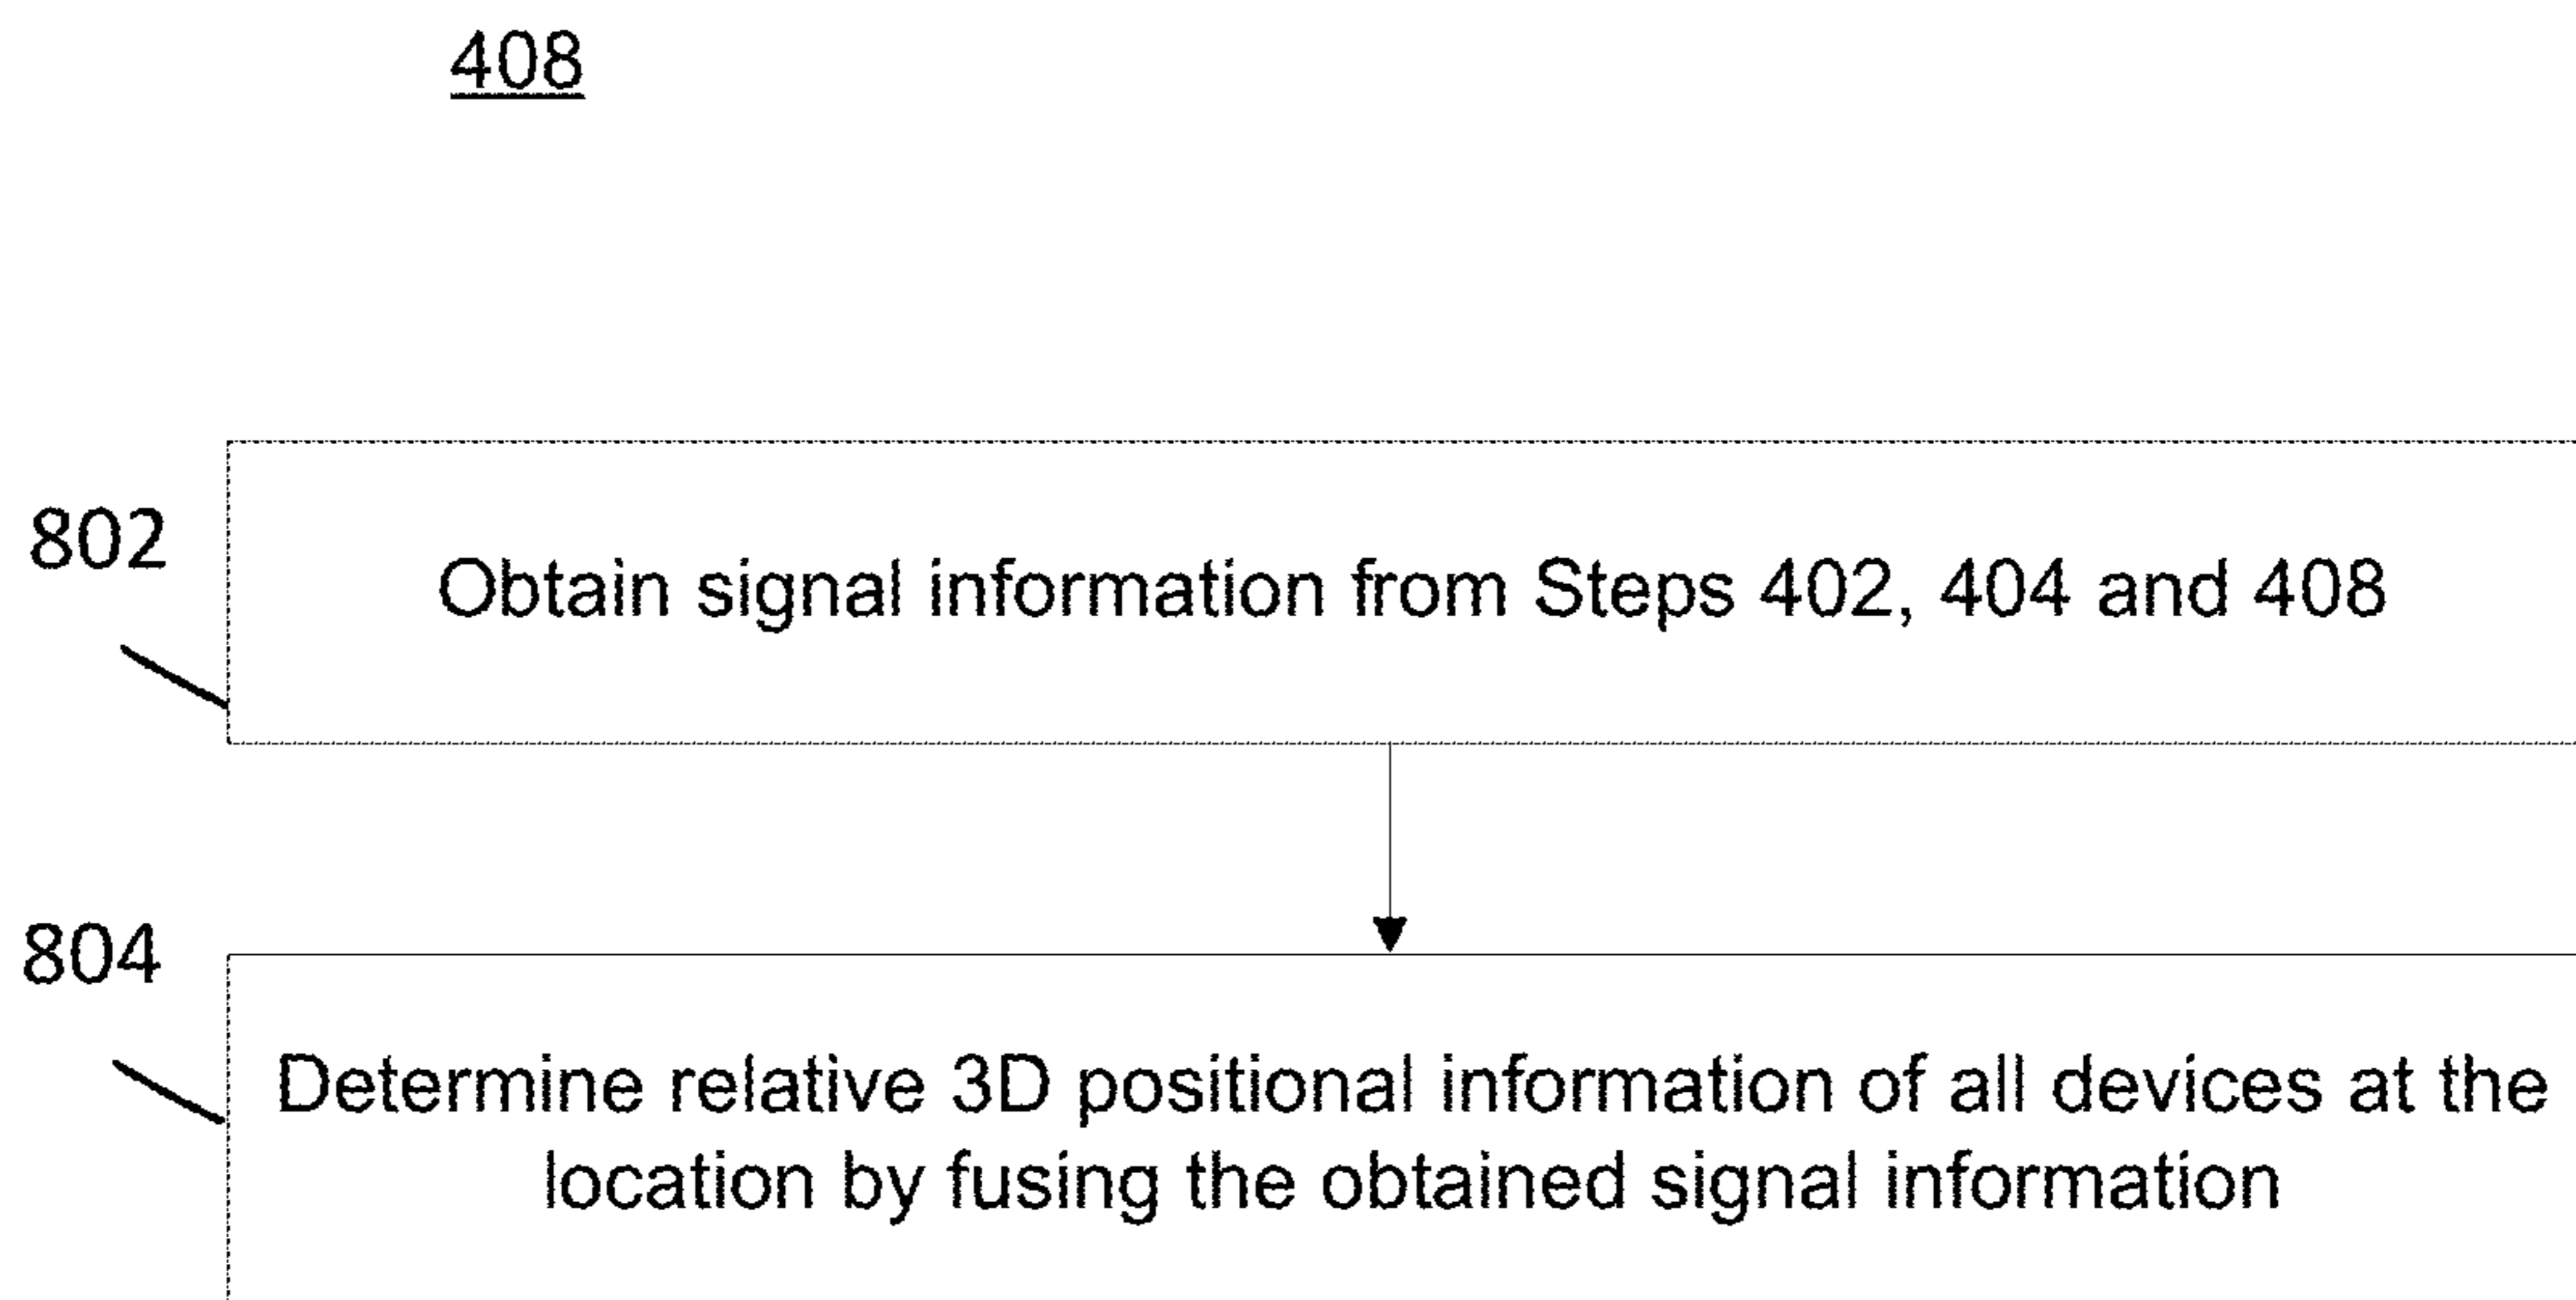 408
802
Obtain signal information from Steps 402, 404 and 408
804
Determine relative 3D positional information of all devices at the
location by fusing the obtained signal information